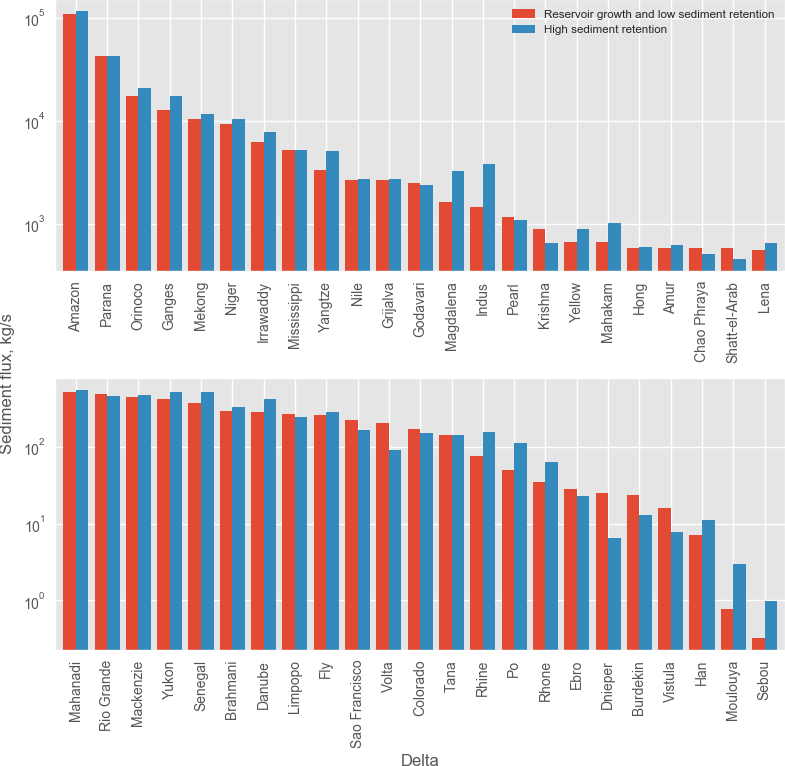 Reservoir growth and low sediment retention
High sediment retention
10^5
10^4
10^3
Amazon
Parana
Orinoco
Ganges
Mekong
Niger
Irrawaddy
Mississippi
Yangtze
Nile
Grijalva
Godavari
Magdalena
Indus
Pearl
Krishna
Yellow
Mahakam
Hong
Amur
Chao Phraya
Shatt-el-Arab
Lena
Sediment flux, kg/s
10^2
10^1
10^0
Mahanadi
Rio Grande
Mackenzie
Yukon
Senegal
Brahmani
Danube
Limpopo
Fly
Sao Francisco
Volta
Colorado
Tana
Rhine
Po
Rhone
Ebro
Dnieper
Burdekin
Vistula
Han
Moulouya
Sebou
Delta